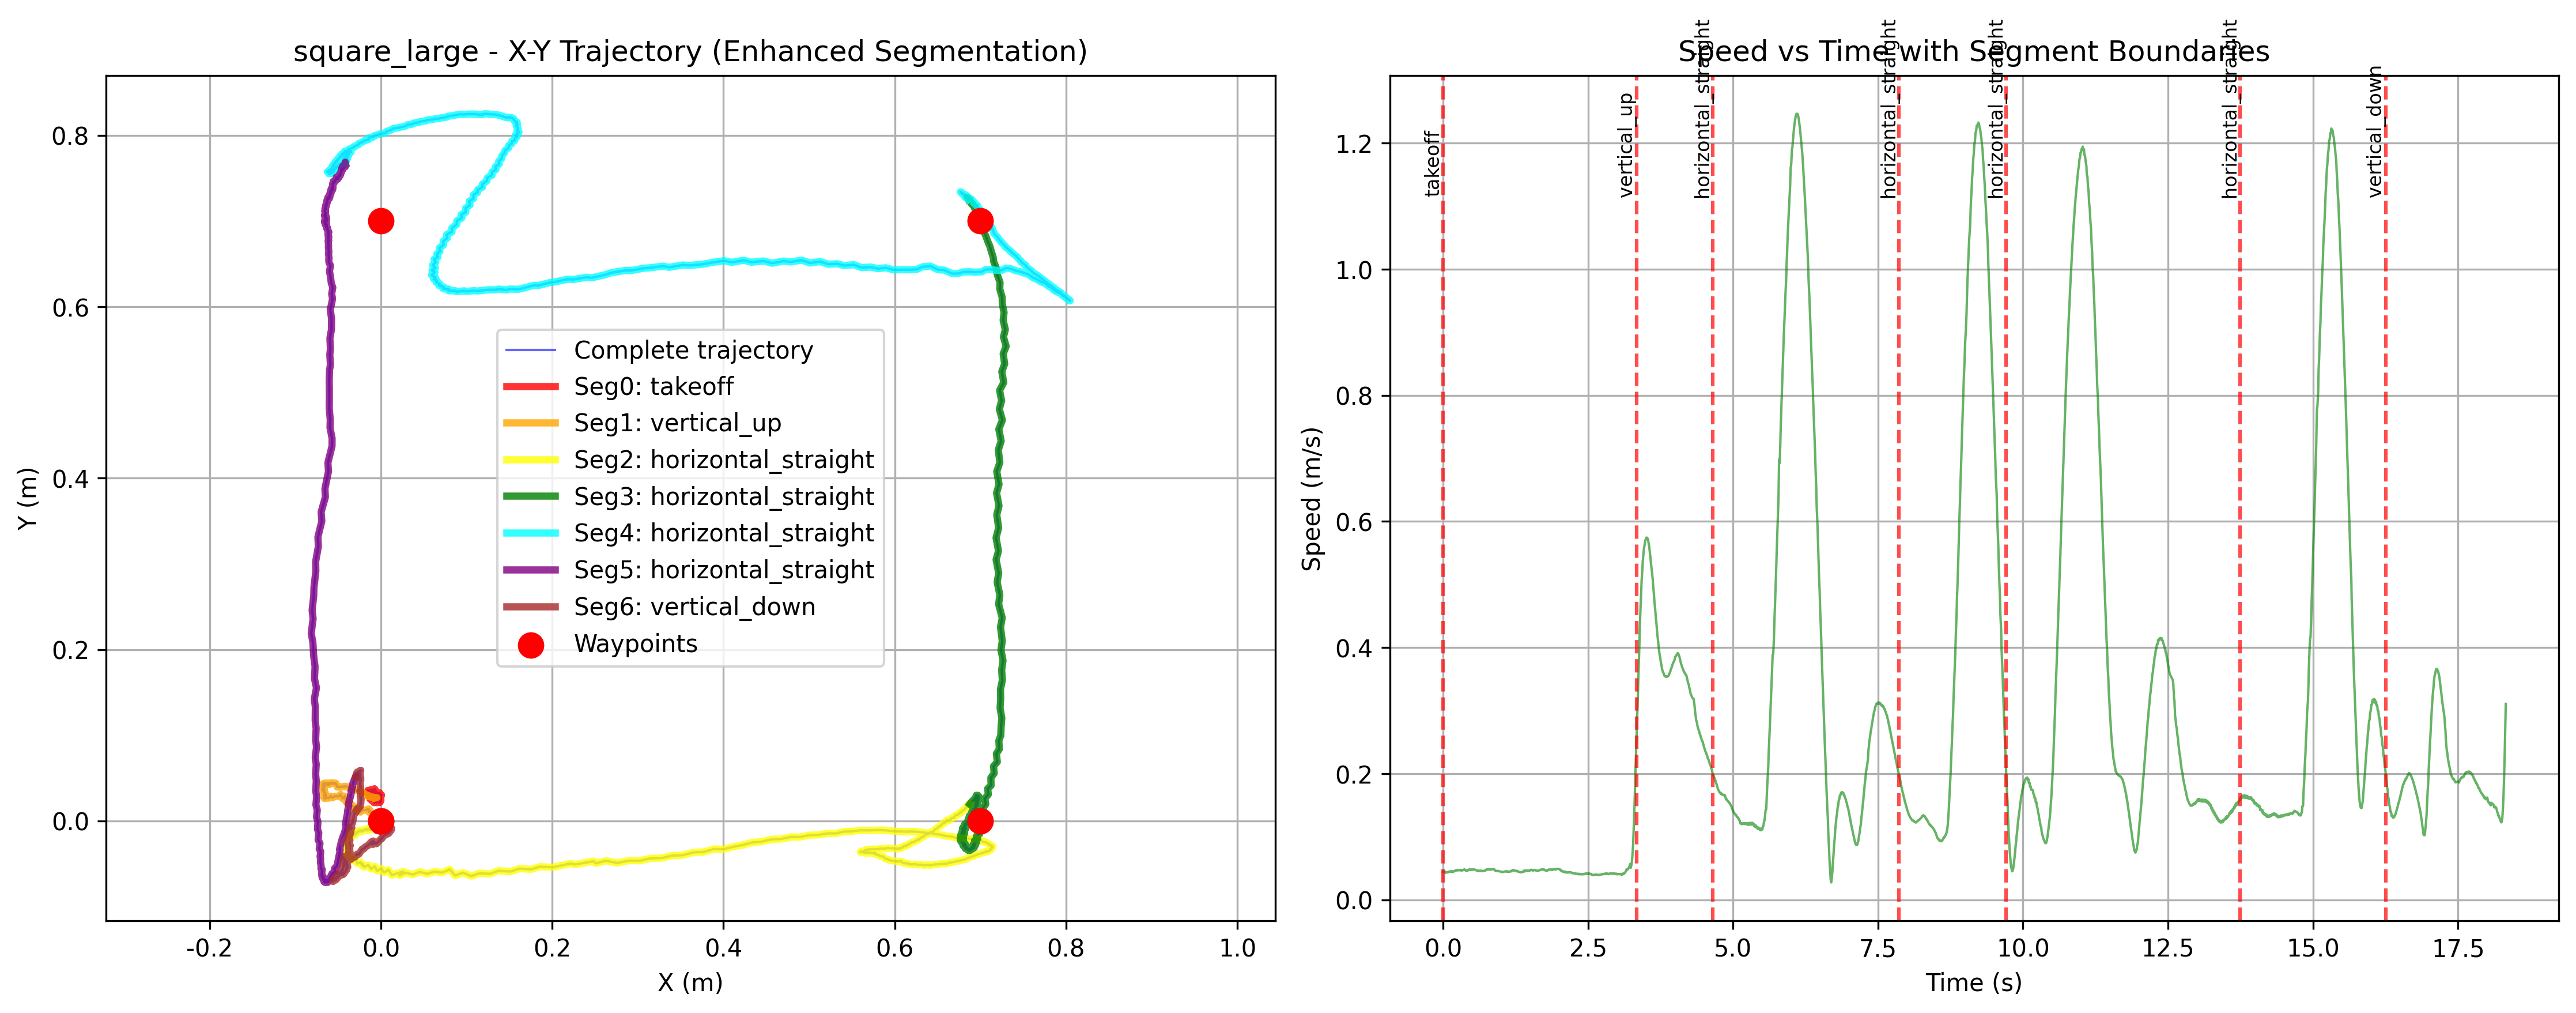 square_large - X-Y Trajectory (Enhanced Segmentation)
Y (m)
0.8
0.6
0.4
0.2
0.0
-0.2
0.0
0.2
0.4
0.6
0.8
1.0
X (m)
Complete trajectory
Seg0: takeoff
Seg1: vertical_up
Seg2: horizontal_straight
Seg3: horizontal_straight
Seg4: horizontal_straight
Seg5: horizontal_straight
Seg6: vertical_down
Waypoints
Speed vs Time with Segment Boundaries
Speed (m/s)
1.2
1.0
0.8
0.6
0.4
0.2
0.0
takeoff
vertical_up
horizontal_straight
horizontal_straight
horizontal_straight
horizontal_straight
vertical_down
0.0
2.5
5.0
7.5
10.0
12.5
15.0
17.5
Time (s)